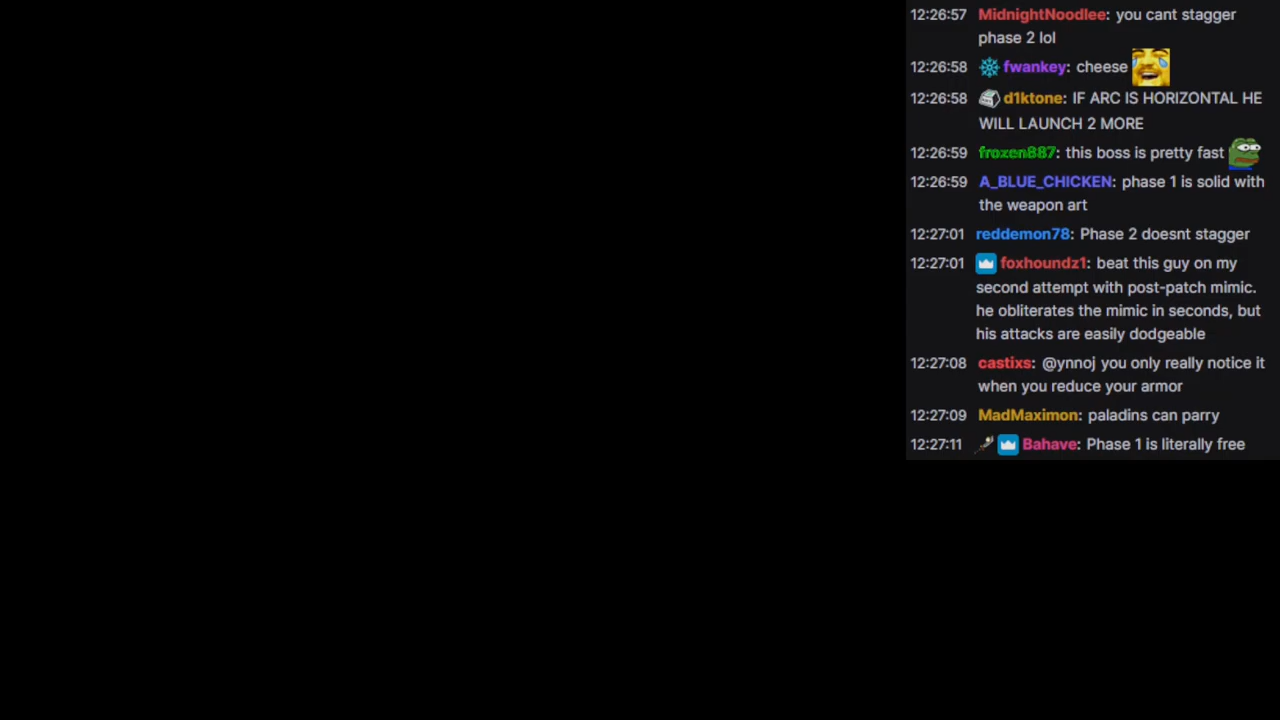 12:26:57 MidnightNoodlee: you cant stagger
phase 2 lol
12:26:58 fwankey: cheese
12:26:58 d1ktone: IF ARC IS HORIZONTAL HE
WILL LAUNCH 2 MORE
12:26:59 frozen887: this boss is pretty fast
12:26:59 A_BLUE_CHICKEN: phase 1 is solid with
the weapon art
12:27:01 reddemon78: Phase 2 doesnt stagger
12:27:01 foxhoundz1: beat this guy on my
second attempt with post-patch mimic.
he obliterates the mimic in seconds, but
his attacks are easily dodgeable
12:27:08 castixs: @ynnoj you only really notice it
when you reduce your armor
12:27:09 MadMaximon: paladins can parry
12:27:11 Bahave: Phase 1 is literally free